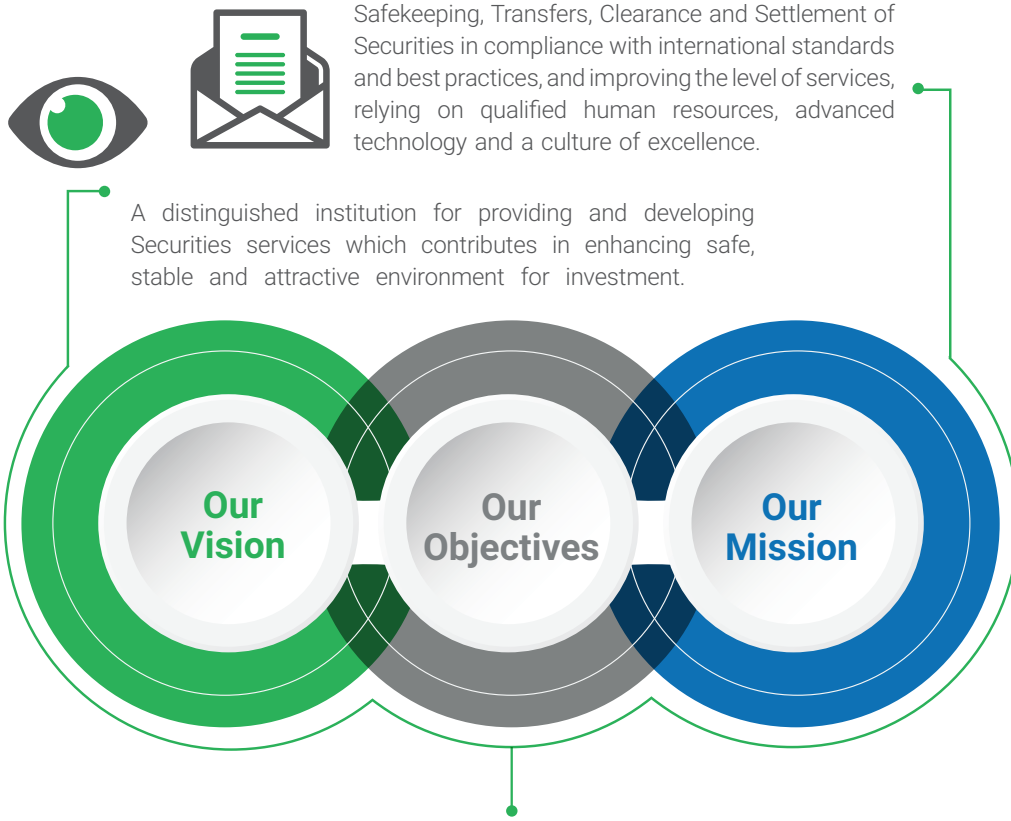 Safekeeping, Transfers, Clearance and Settlement of
Securities in compliance with international standards
and best practices, and improving the level of services,
relying on qualified human resources, advanced
technology and a culture of excellence.
A distinguished institution for providing and developing
Securities services which contributes in enhancing safe,
stable and attractive environment for investment.
Our
Vision
Our
Objectives
Our
Mission